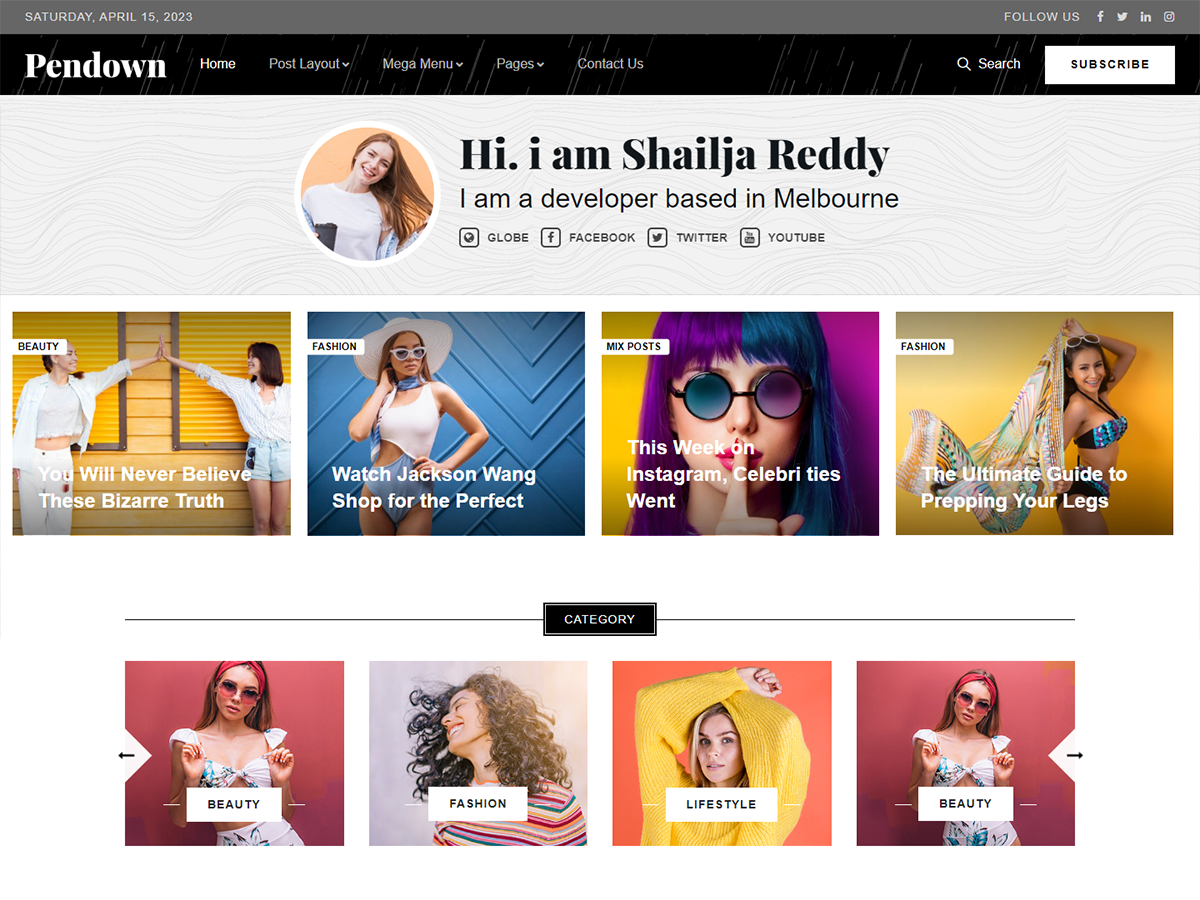 SATURDAY, APRIL 15, 2023
FOLLOW US
Pendown
Home
Post Layout
Mega Menu
Pages
Contact Us
Search
SUBSCRIBE
Hi. i am Shailja Reddy
I am a developer based in Melbourne
GLOBE
FACEBOOK
TWITTER
YOUTUBE
BEAUTY
You Will Never Believe
These Bizarre Truth
FASHION
Watch Jackson Wang
Shop for the Perfect
MIX POSTS
This Week on
Instagram, Celebri ties
Went
FASHION
The Ultimate Guide to
Prepping Your Legs
CATEGORY
BEAUTY
FASHION
LIFESTYLE
BEAUTY